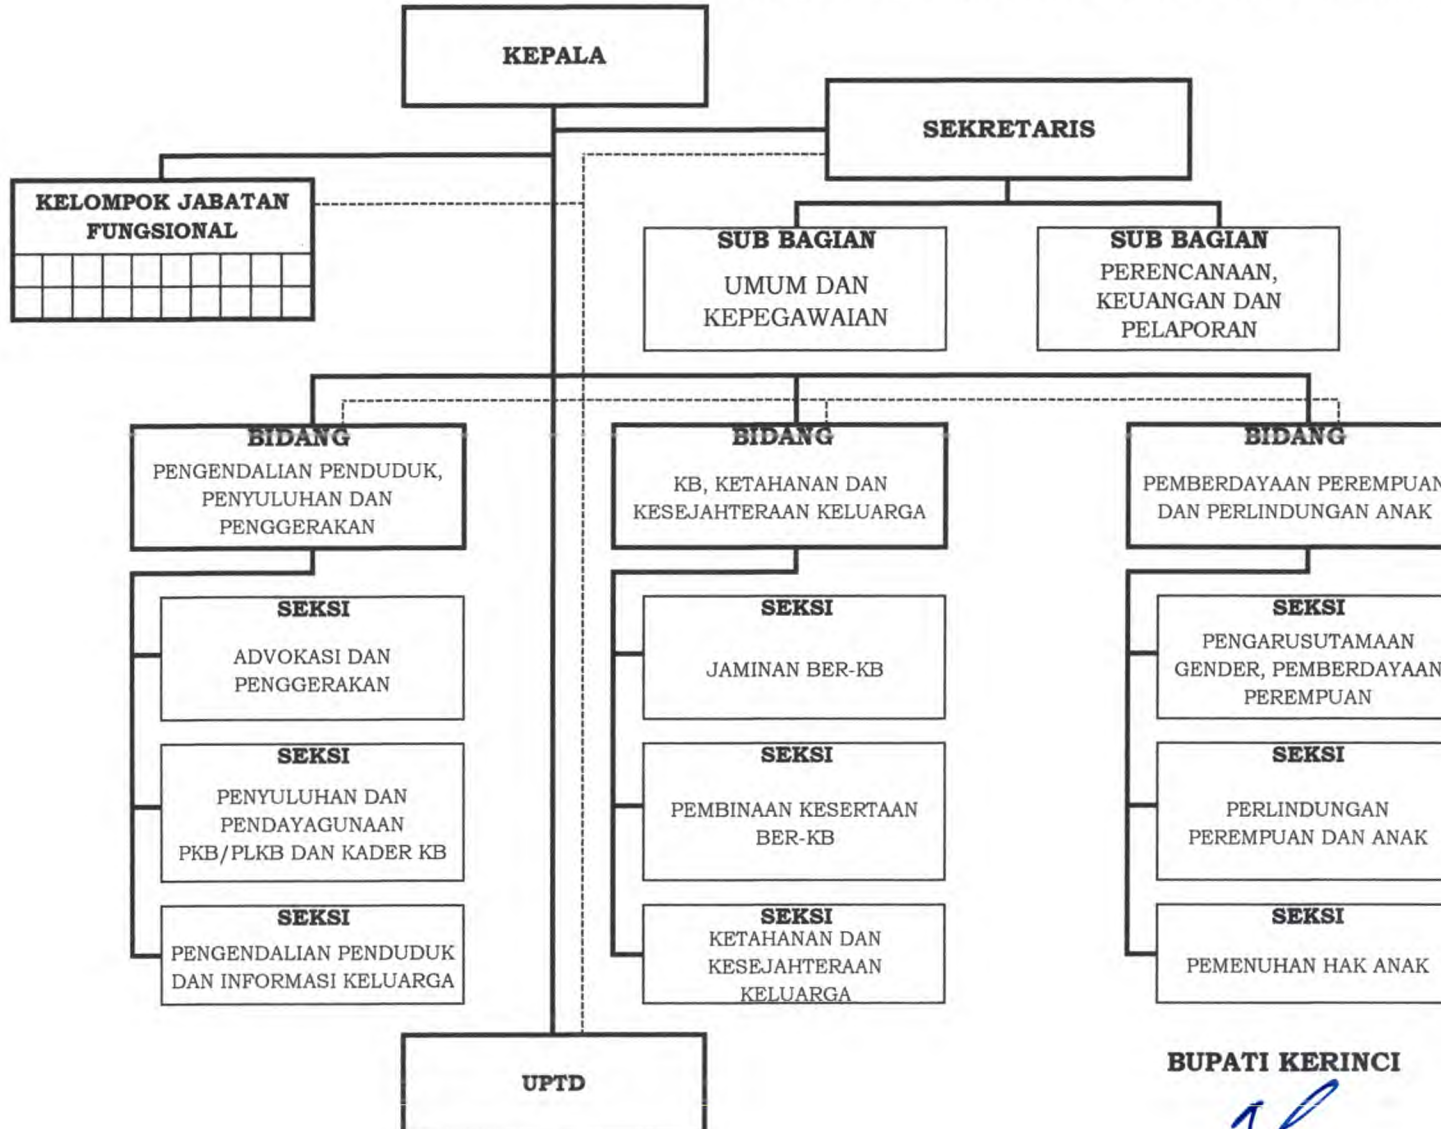 KEPALA
SEKRETARIS
KELOMPOK JABATAN
FUNGSIONAL
SUB BAGIAN
UMUM DAN
KEPEGAWAIAN
SUB BAGIAN
PERENCANAAN,
KEUANGAN DAN
PELAPORAN
BIDANG
PENGENDALIAN PENDUDUK,
PENYULUHAN DAN
PENGGERAKAN
BIDANG
KB, KETAHANAN DAN
KESEJAHTERAAN KELUARGA
BIDANG
PEMBERDAYAAN PEREMPUAN
DAN PERLINDUNGAN ANAK
SEKSI
ADVOKASI DAN
PENGGERAKAN
SEKSI
JAMINAN BER-KB
SEKSI
PENGARUSUTAMAAN
GENDER, PEMBERDAYAAN
PEREMPUAN
SEKSI
PENYULUHAN DAN
PENDAYAGUNAAN
PKB/PLKB DAN KADER KB
SEKSI
PEMBINAAN KESERTAAN
BER-KB
SEKSI
PERLINDUNGAN
PEREMPUAN DAN ANAK
SEKSI
PENGENDALIAN PENDUDUK
DAN INFORMASI KELUARGA
SEKSI
KETAHANAN DAN
KESEJAHTERAAN
KELUARGA
SEKSI
PEMENUHAN HAK ANAK
UPTD
BUPATI KERINCI